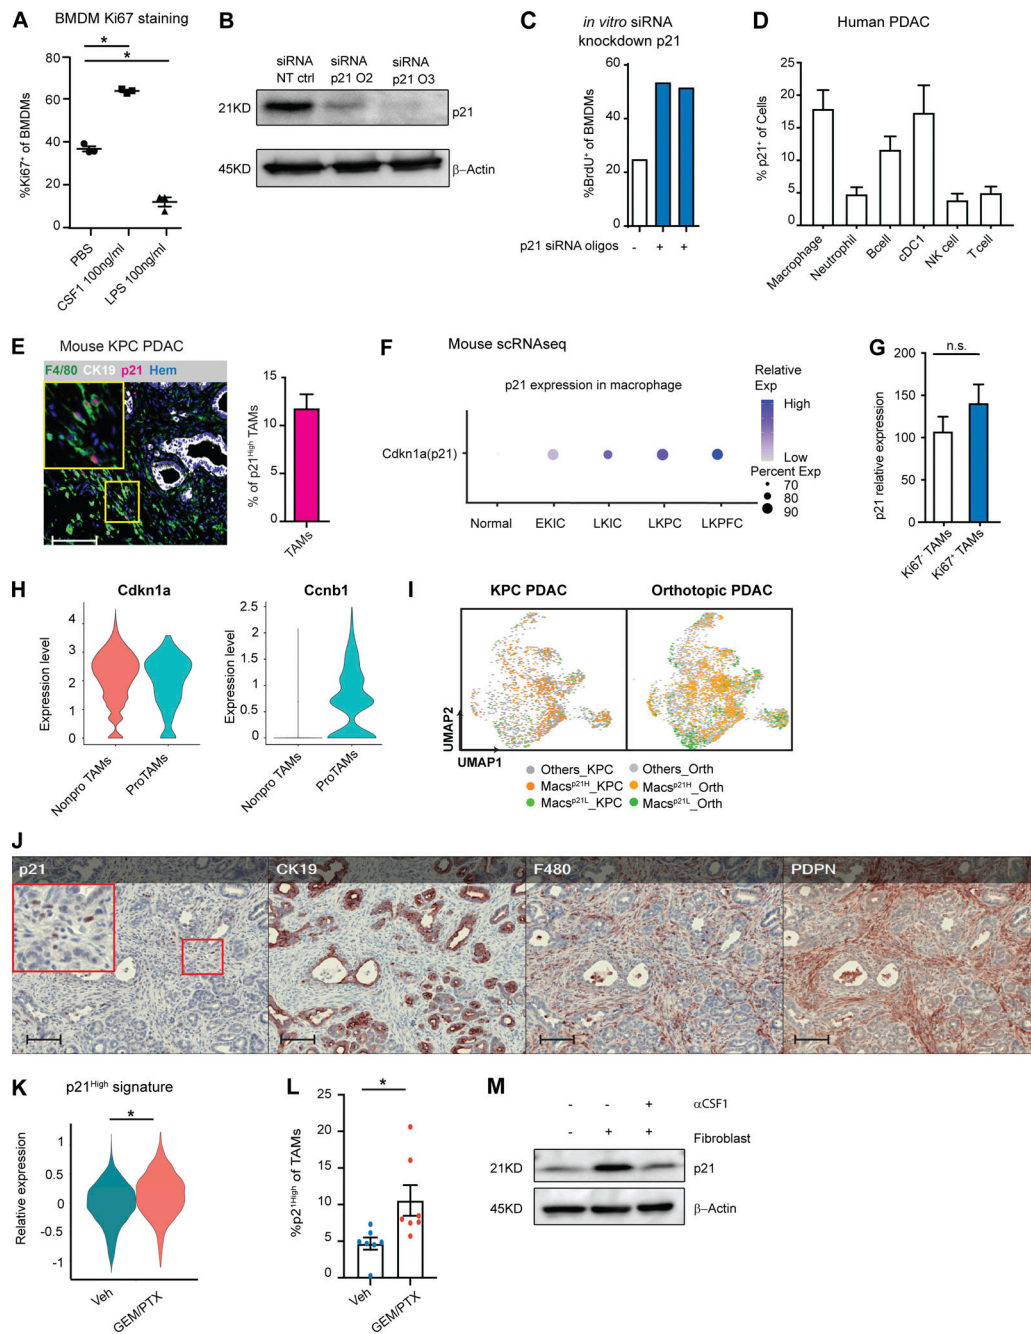 A
BMDM Ki67 staining
*
*
%Ki67⁺ of BMDMs
80
60
40
20
0
PBS
CSF1 100ng/ml
LPS 100ng/ml
B
siRNA NT ctrl
siRNA p21 O2
siRNA p21 O3
21KD
p21
45KD
β–Actin
C
in vitro siRNA
knockdown p21
%BrdU⁺ of BMDMs
60
40
20
0
p21 siRNA oligos - + +
D
Human PDAC
% p21⁺ of Cells
25
20
15
10
5
0
Macrophage
Neutrophil
Bcell
cDC1
NK cell
T cell
E
Mouse KPC PDAC
F4/80 CK19 p21 Hem
% of p21ᴴⁱᵍʰ TAMs
15
10
5
0
TAMs
F
Mouse scRNAseq
p21 expression in macrophage
Cdkn1a(p21)
Normal EKIC LKIC LKPC LKPFC
Relative
Exp
High
Low
Percent Exp
70
80
90
G
n.s.
p21 relative expression
200
150
100
50
0
Ki67⁻ TAMs
Ki67⁺ TAMs
H
Cdkn1a
Expression level
4
3
2
1
0
Nonpro TAMs
ProTAMs
Ccnb1
Expression level
2.5
2.0
1.5
1.0
0.5
0
Nonpro TAMs
ProTAMs
I
KPC PDAC
Orthotopic PDAC
UMAP2
UMAP1
Others_KPC
Macsᵖ²¹ᴴ_KPC
Macsᵖ²¹ᴸ_KPC
Others_Orth
Macsᵖ²¹ᴴ_Orth
Macsᵖ²¹ᴸ_Orth
J
p21
CK19
F480
PDPN
K
p21ᴴⁱᵍʰ signature
*
Relative expression
1
0.5
0
-0.5
-1
Veh
GEM/PTX
L
*
%p2¹ᴴⁱᵍʰ of TAMs
25
20
15
10
5
0
Veh
GEM/PTX
M
- - + αCSF1
- + + Fibroblast
21KD
p21
45KD
β–Actin